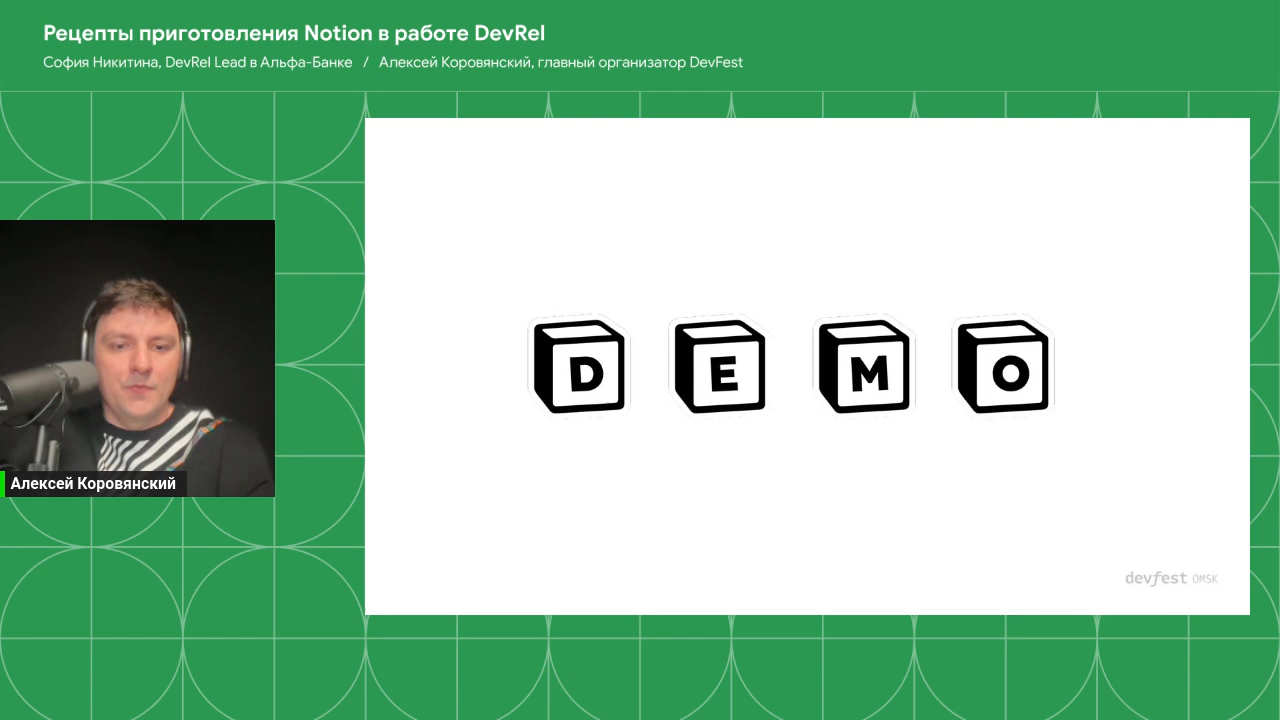 Рецепты приготовления Notion в работе DevRel
София Никитина, DevRel Lead в Альфа-Банке / Алексей Коровянский, главный организатор DevFest
DEMO
Алексей Коровянский
devfest OMSK